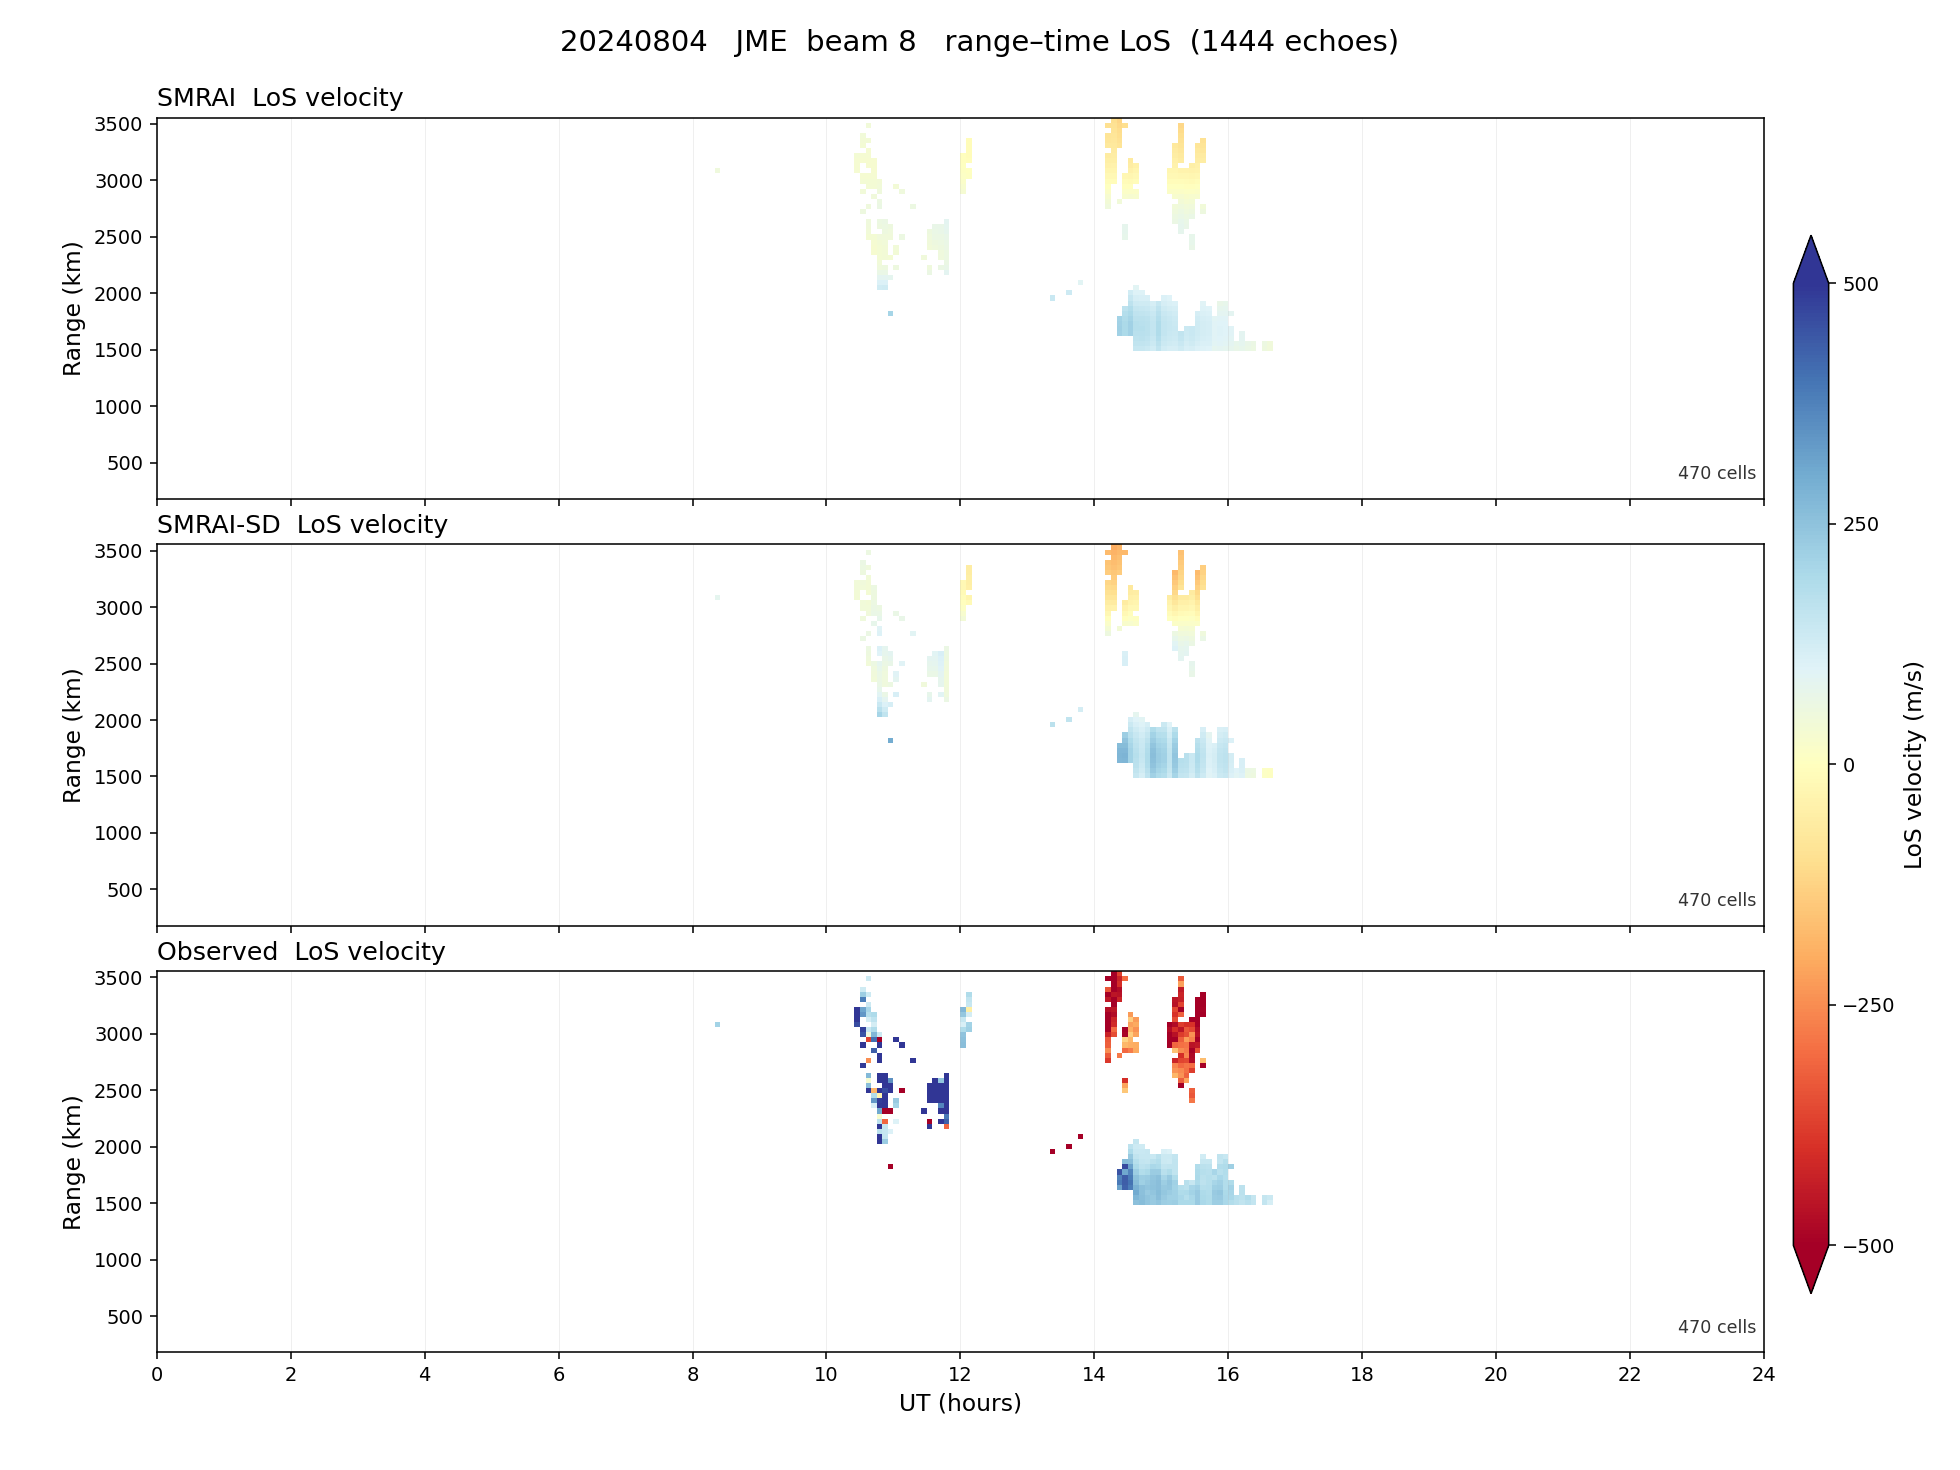 20240804 JME beam 8 range–time LoS (1444 echoes)
SMRAI LoS velocity
3500
3000
2500
2000
1500
1000
500
Range (km)
470 cells
SMRAI-SD LoS velocity
3500
3000
2500
2000
1500
1000
500
Range (km)
470 cells
Observed LoS velocity
3500
3000
2500
2000
1500
1000
500
Range (km)
470 cells
0 2 4 6 8 10 12 14 16 18 20 22 24
UT (hours)
500
250
0
−250
−500
LoS velocity (m/s)